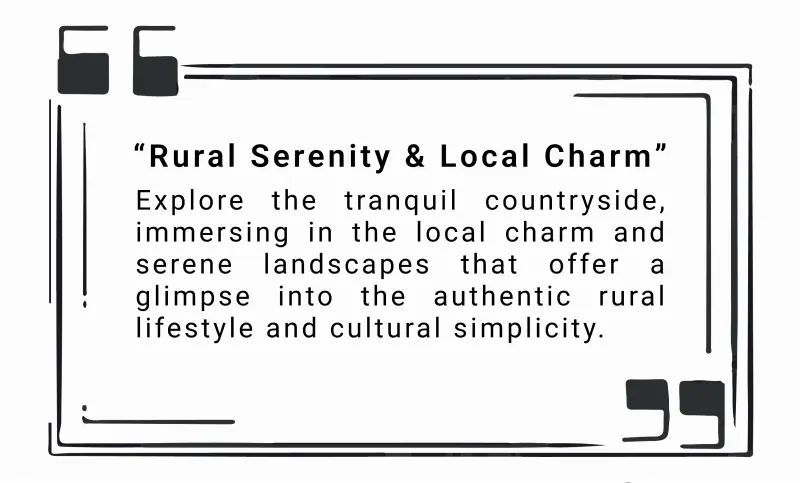 “Rural Serenity & Local Charm”
Explore the tranquil countryside,
immersing in the local charm and
serene landscapes that offer a
glimpse into the authentic rural
lifestyle and cultural simplicity.